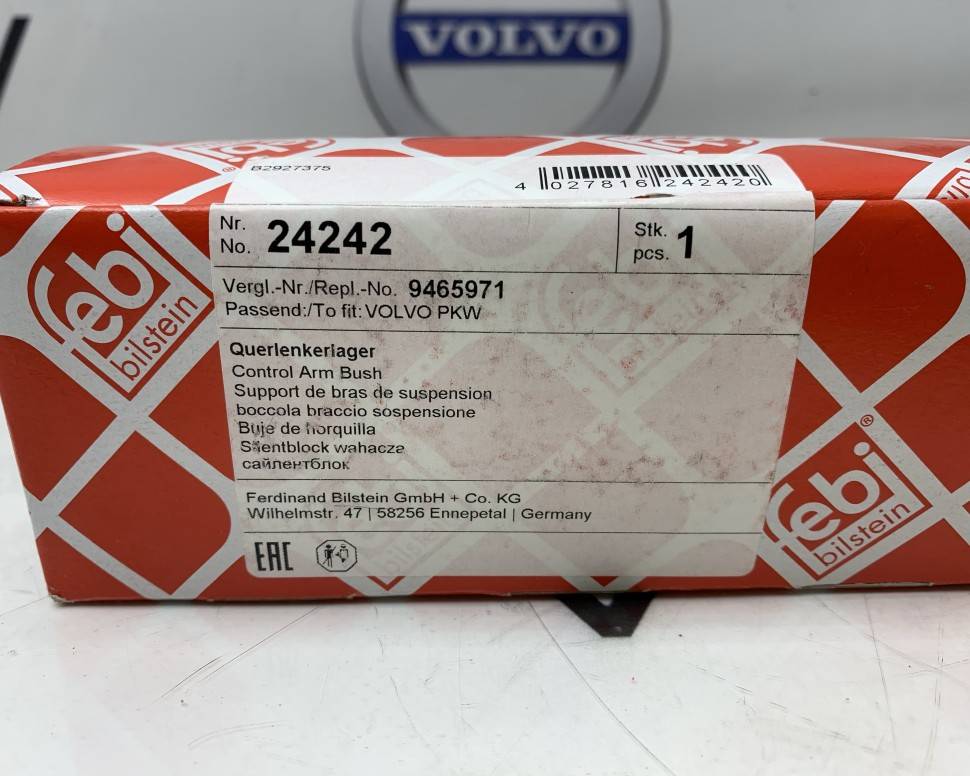 VOLVO
B2927375
4 027816 242420
Nr.
No. 24242
Stk.
pcs. 1
Vergl.-Nr./Repl.-No. 9465971
Passend:/To fit: VOLVO PKW
Querlenkerlager
Control Arm Bush
Support de bras de suspension
boccola braccio sospensione
Buje de horquilla
Silentblock wahacza
сайлентблок
Ferdinand Bilstein GmbH + Co. KG
Wilhelmstr. 47 | 58256 Ennepetal | Germany
EAC
febi
bilstein
febi®
bilstein